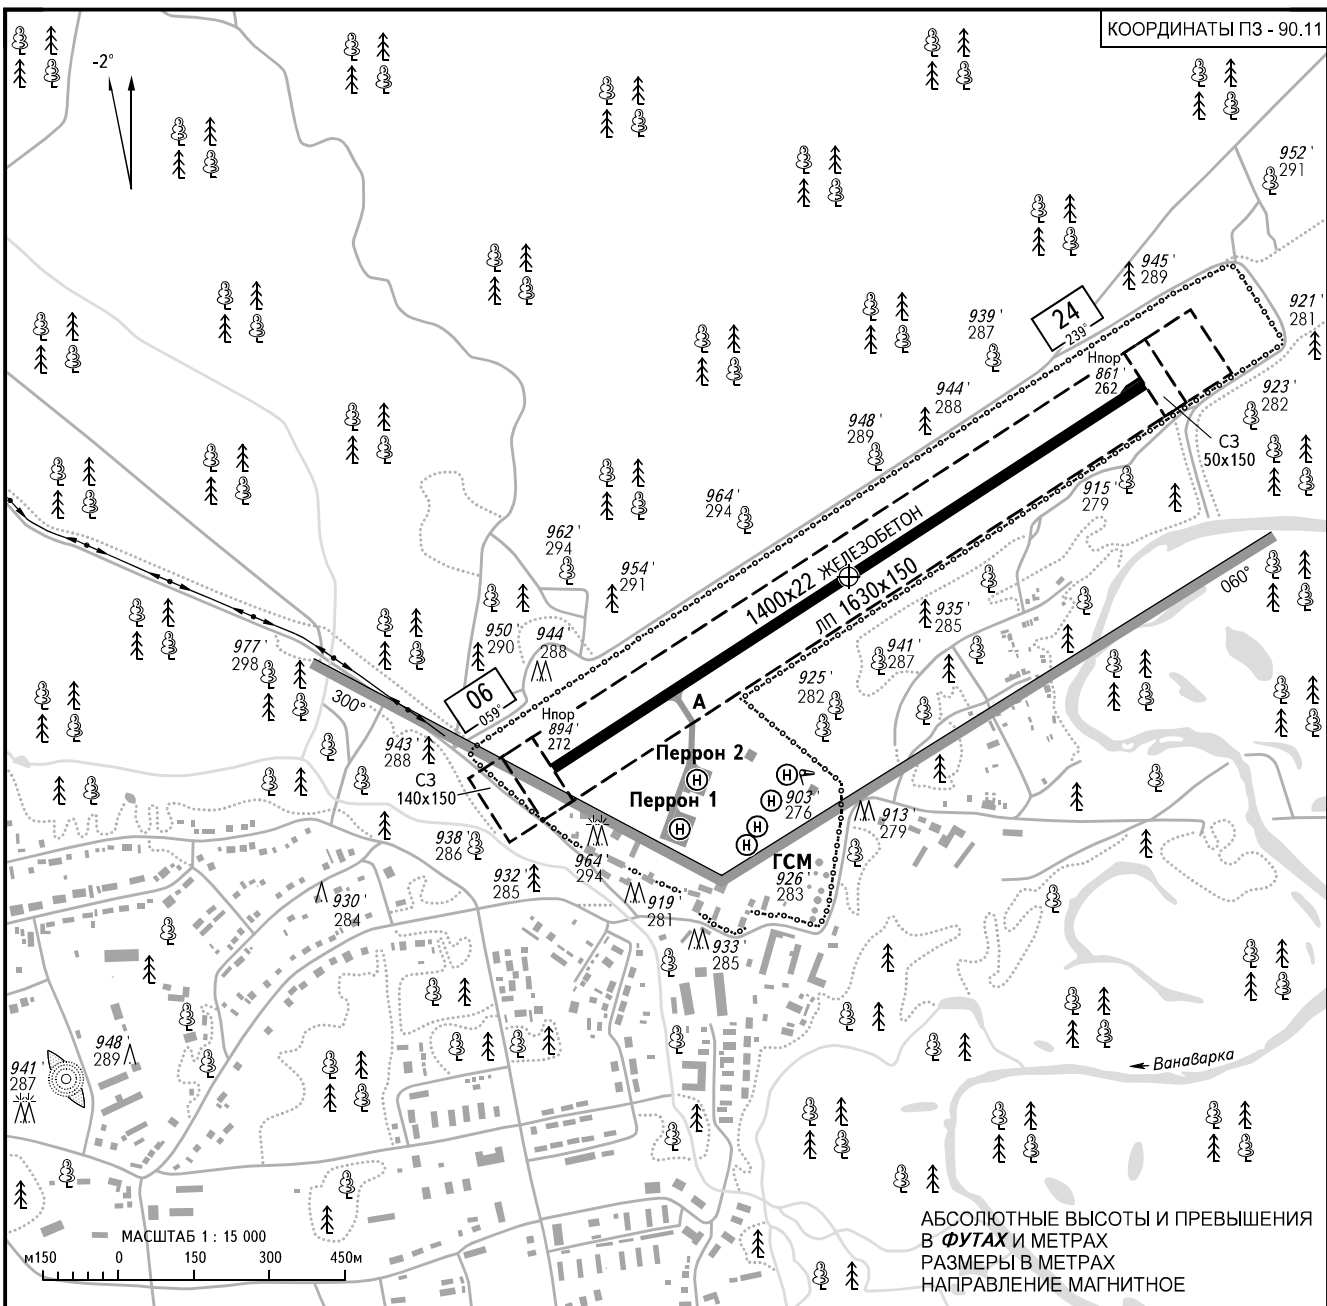 КООРДИНАТЫ ПЗ - 90.11
-2°
952'
291
945'
289
921'
281
24
239°
939'
287
Нпор
861'
262
944'
288
923'
282
948'
289
СЗ
50x150
915'
279
964'
294
962'
294
954'
291
1400x22 ЖЕЛЕЗОБЕТОН
ЛП 1630x150
060°
935'
285
950'
290
944'
288
941'
287
977'
298
925'
282
300°
06
059°
А
Нпор
894'
272
943'
288
Перрон 2
СЗ
140x150
Н
Н
Перрон 1
Н
903'
276
913'
279
Н
Н
Н
938'
286
964'
294
ГСМ
926'
283
932'
285
930'
284
919'
281
933'
285
948'
289
941'
287
Ванаварка
АБСОЛЮТНЫЕ ВЫСОТЫ И ПРЕВЫШЕНИЯ
В ФУТАХ И МЕТРАХ
РАЗМЕРЫ В МЕТРАХ
НАПРАВЛЕНИЕ МАГНИТНОЕ
МАСШТАБ 1 : 15 000
м150 0 150 300 450м